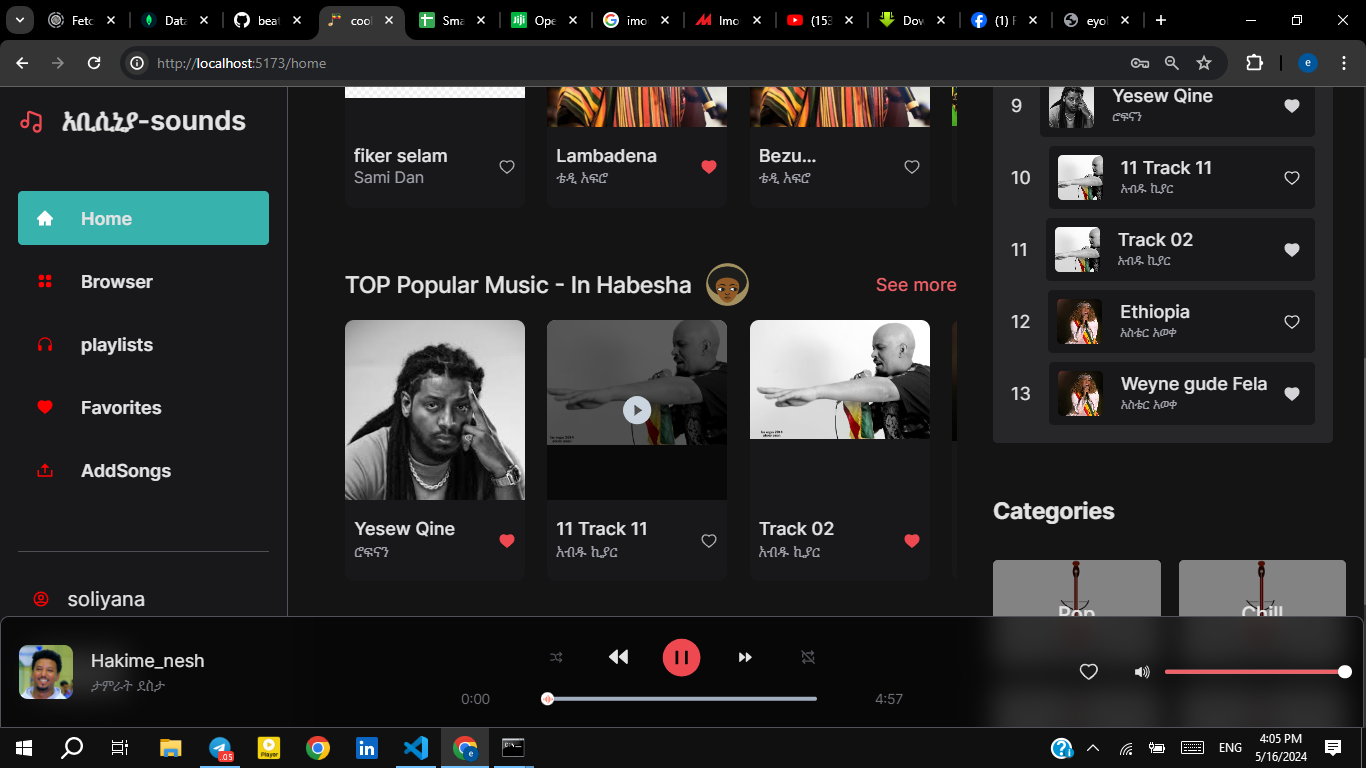 Fetc
Data
beat
cool
Sma
Ope
imo
Imo
(153
Dow
(1) F
eyol
http://localhost:5173/home
አቢሲኒያ-sounds
Home
Browser
playlists
Favorites
AddSongs
soliyana
fiker selam
Sami Dan
Lambadena
ቴዲ አፍሮ
Bezu...
ቴዲ አፍሮ
TOP Popular Music - In Habesha
See more
Yesew Qine
ሮፍናን
11 Track 11
አብዱ ኪያር
Track 02
አብዱ ኪያር
9
Yesew Qine
ሮፍናን
10
11 Track 11
አብዱ ኪያር
11
Track 02
አብዱ ኪያር
12
Ethiopia
አስቴር አወቀ
13
Weyne gude Fela
አስቴር አወቀ
Categories
Pop
Chill
Hakime_nesh
ታምራት ደስታ
0:00
4:57
ENG
4:05 PM
5/16/2024